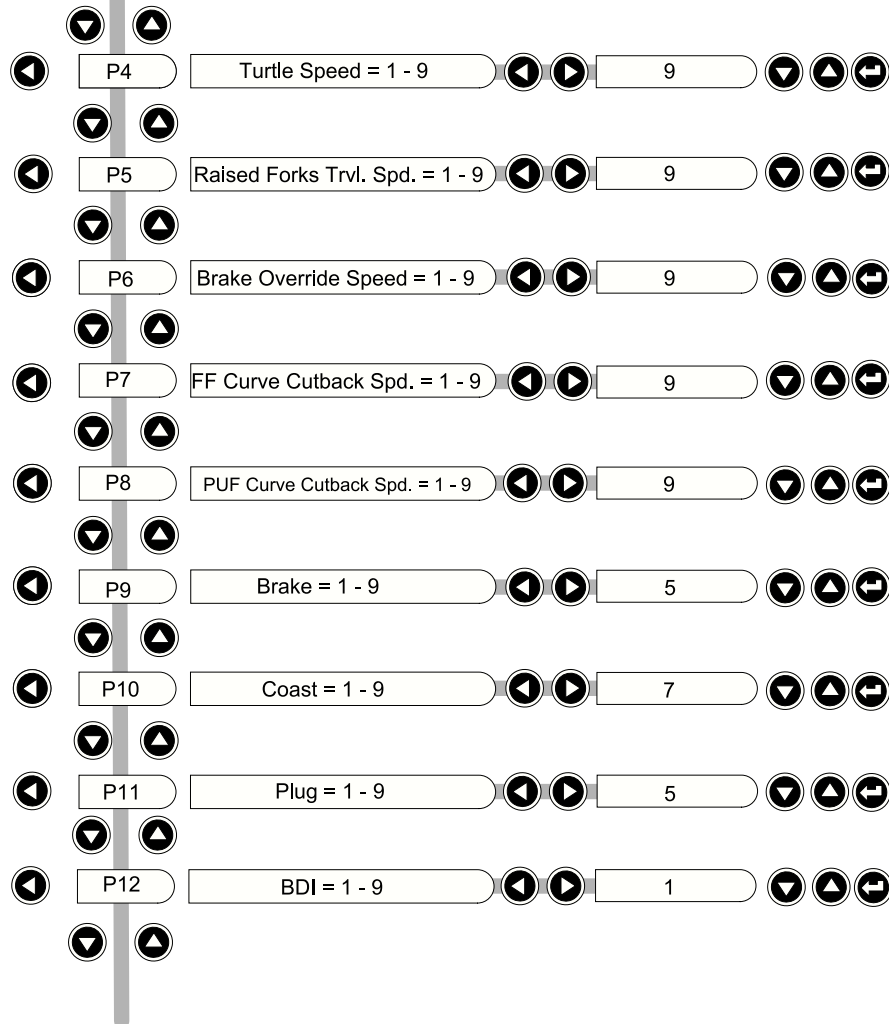 P4 Turtle Speed = 1 - 9 9
P5 Raised Forks Trvl. Spd. = 1 - 9 9
P6 Brake Override Speed = 1 - 9 9
P7 FF Curve Cutback Spd. = 1 - 9 9
P8 PUF Curve Cutback Spd. = 1 - 9 9
P9 Brake = 1 - 9 5
P10 Coast = 1 - 9 7
P11 Plug = 1 - 9 5
P12 BDI = 1 - 9 1